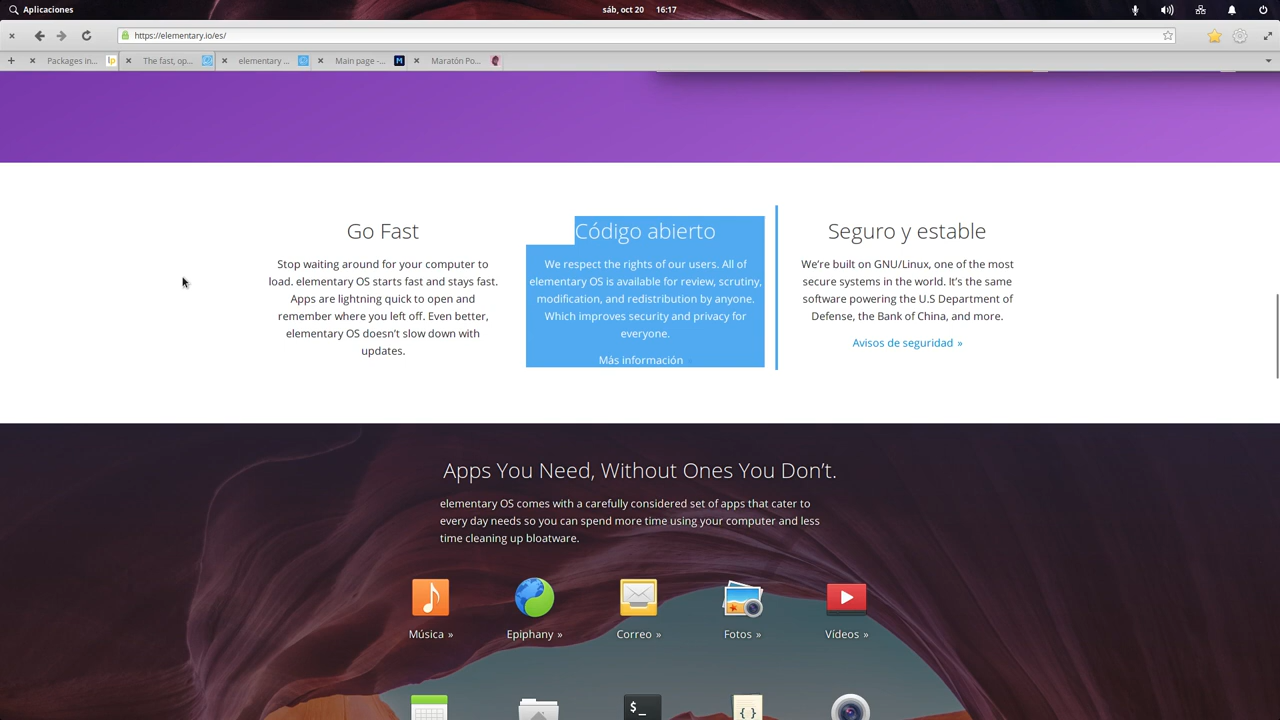 Aplicaciones
sáb, oct 20 16:17
https://elementary.io/es/
Packages in...
lp
The fast, op...
elementary ...
Main page -...
M
Maratón Po...
Go Fast
Stop waiting around for your computer to
load. elementary OS starts fast and stays fast.
Apps are lightning quick to open and
remember where you left off. Even better,
elementary OS doesn’t slow down with
updates.
Código abierto
We respect the rights of our users. All of
elementary OS is available for review, scrutiny,
modification, and redistribution by anyone.
Which improves security and privacy for
everyone.
Más información
Seguro y estable
We’re built on GNU/Linux, one of the most
secure systems in the world. It’s the same
software powering the U.S Department of
Defense, the Bank of China, and more.
Avisos de seguridad »
Apps You Need, Without Ones You Don’t.
elementary OS comes with a carefully considered set of apps that cater to
every day needs so you can spend more time using your computer and less
time cleaning up bloatware.
Música »
Epiphany »
Correo »
Fotos »
Vídeos »
$_
{ }